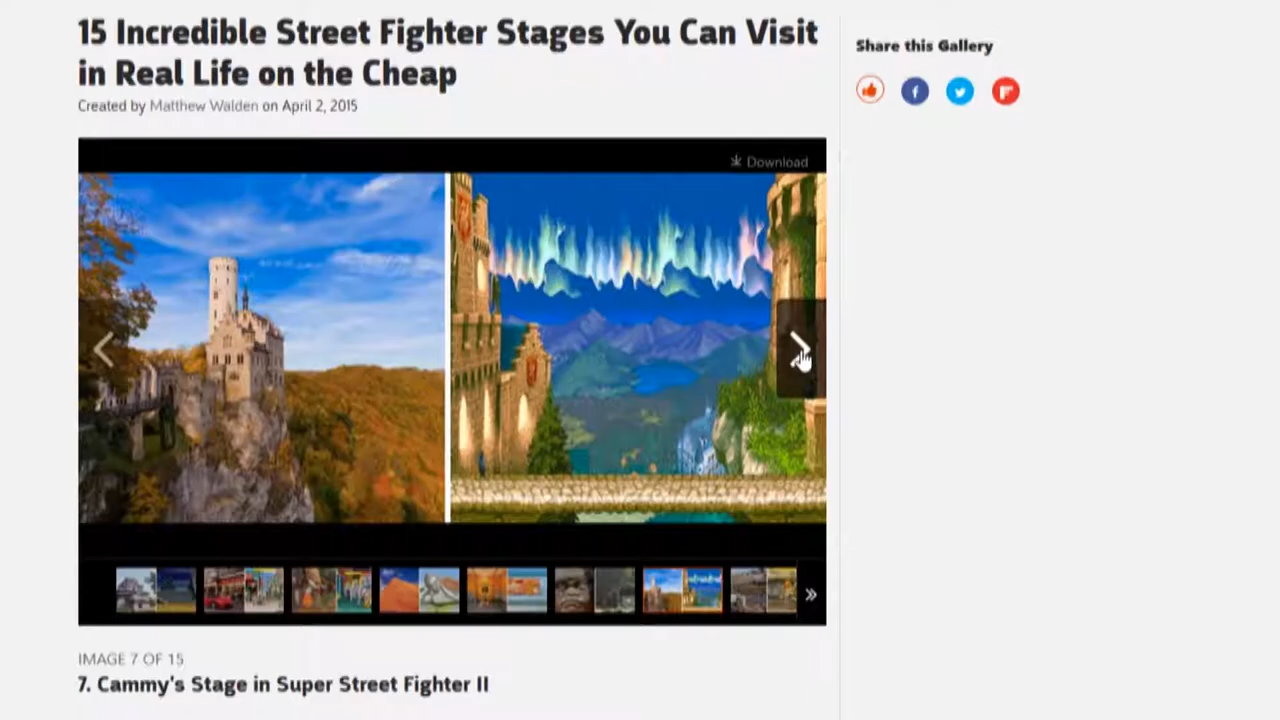 15 Incredible Street Fighter Stages You Can Visit
in Real Life on the Cheap
Created by Matthew Walden on April 2, 2015
Share this Gallery
Download
IMAGE 7 OF 15
7. Cammy's Stage in Super Street Fighter II